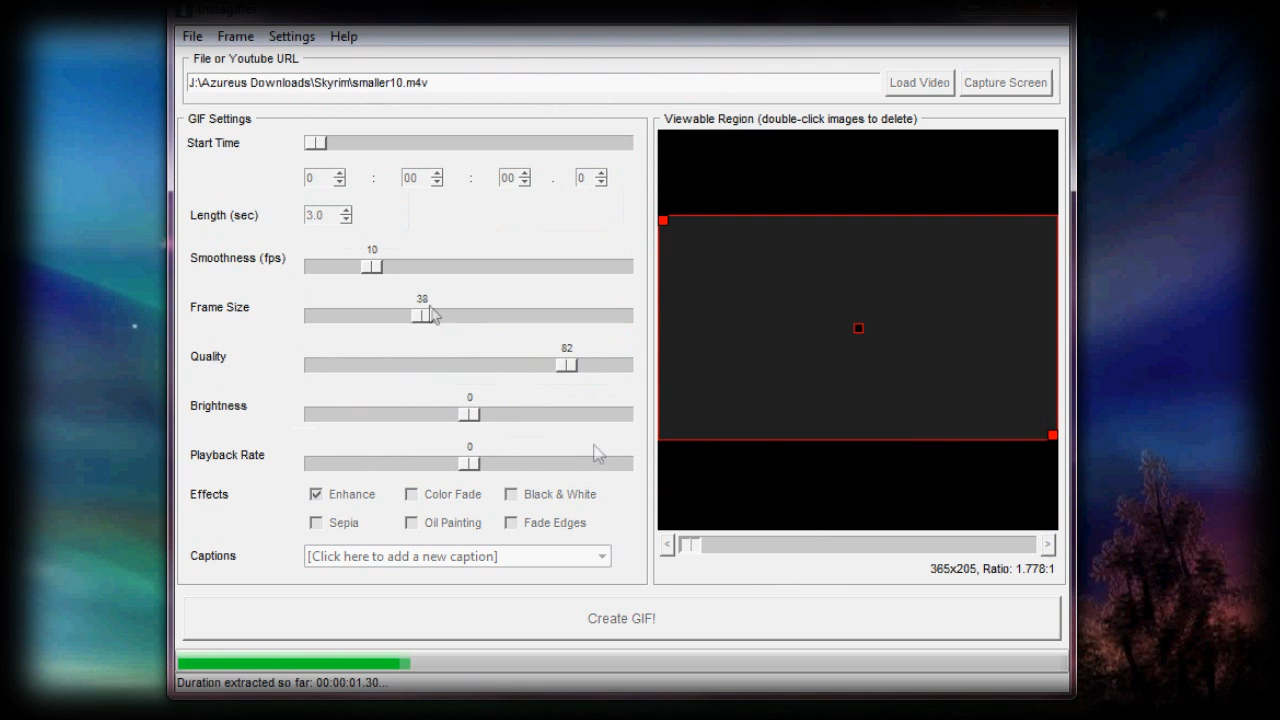 Instagiffer
File Frame Settings Help
File or Youtube URL
J:\Azureus Downloads\Skyrim\smaller10.m4v
Load Video
Capture Screen
GIF Settings
Start Time
0 : 00 : 00 . 0
Length (sec)
3.0
Smoothness (fps)
10
Frame Size
38
Quality
82
Brightness
0
Playback Rate
0
Effects
Enhance Color Fade Black & White
Sepia Oil Painting Fade Edges
Captions
[Click here to add a new caption]
Viewable Region (double-click images to delete)
< >
365x205, Ratio: 1.778:1
Create GIF!
Duration extracted so far: 00:00:01.30...